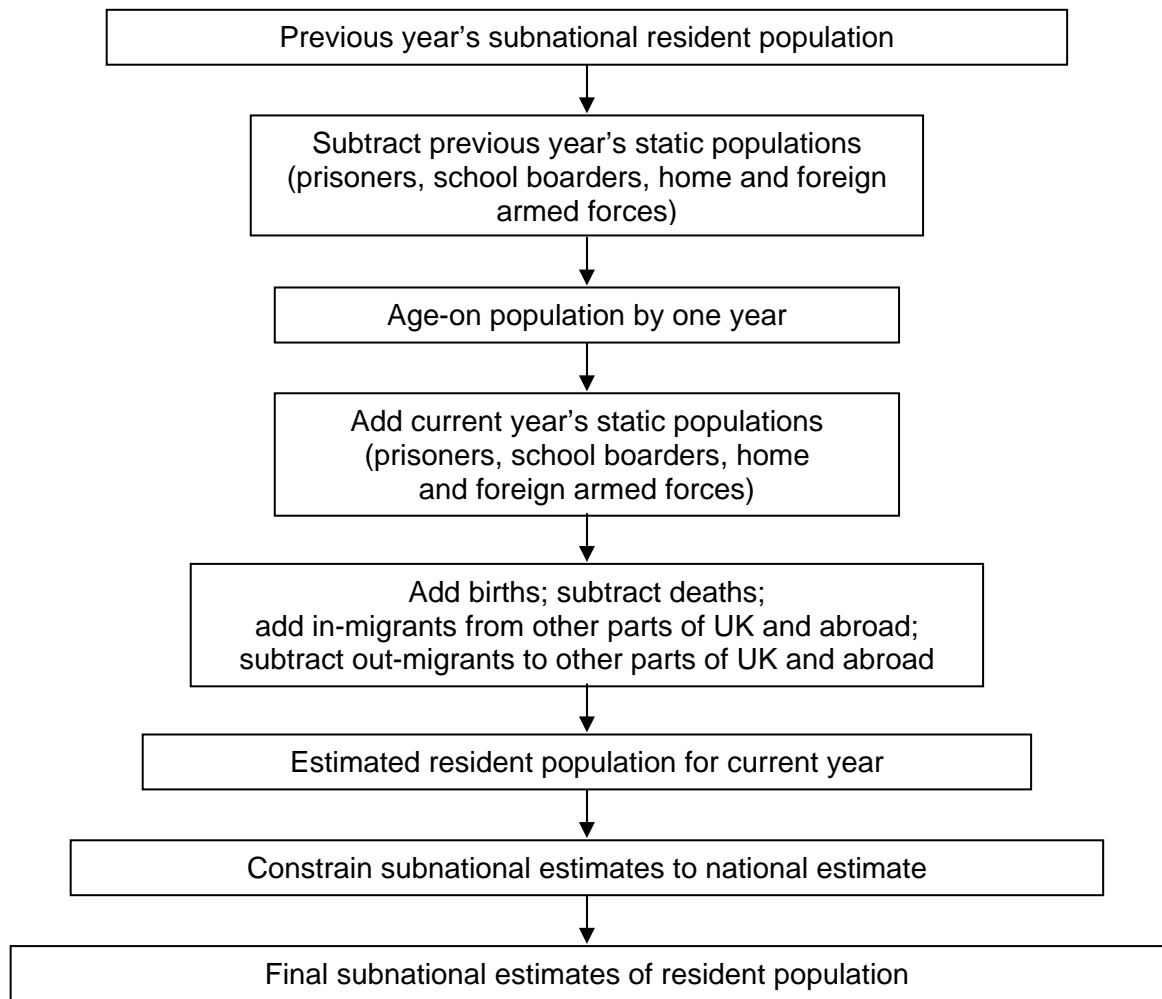 Previous year’s subnational resident population
Subtract previous year’s static populations
(prisoners, school boarders, home and foreign
armed forces)
Age-on population by one year
Add current year’s static populations
(prisoners, school boarders, home
and foreign armed forces)
Add births; subtract deaths;
add in-migrants from other parts of UK and abroad;
subtract out-migrants to other parts of UK and abroad
Estimated resident population for current year
Constrain subnational estimates to national estimate
Final subnational estimates of resident population